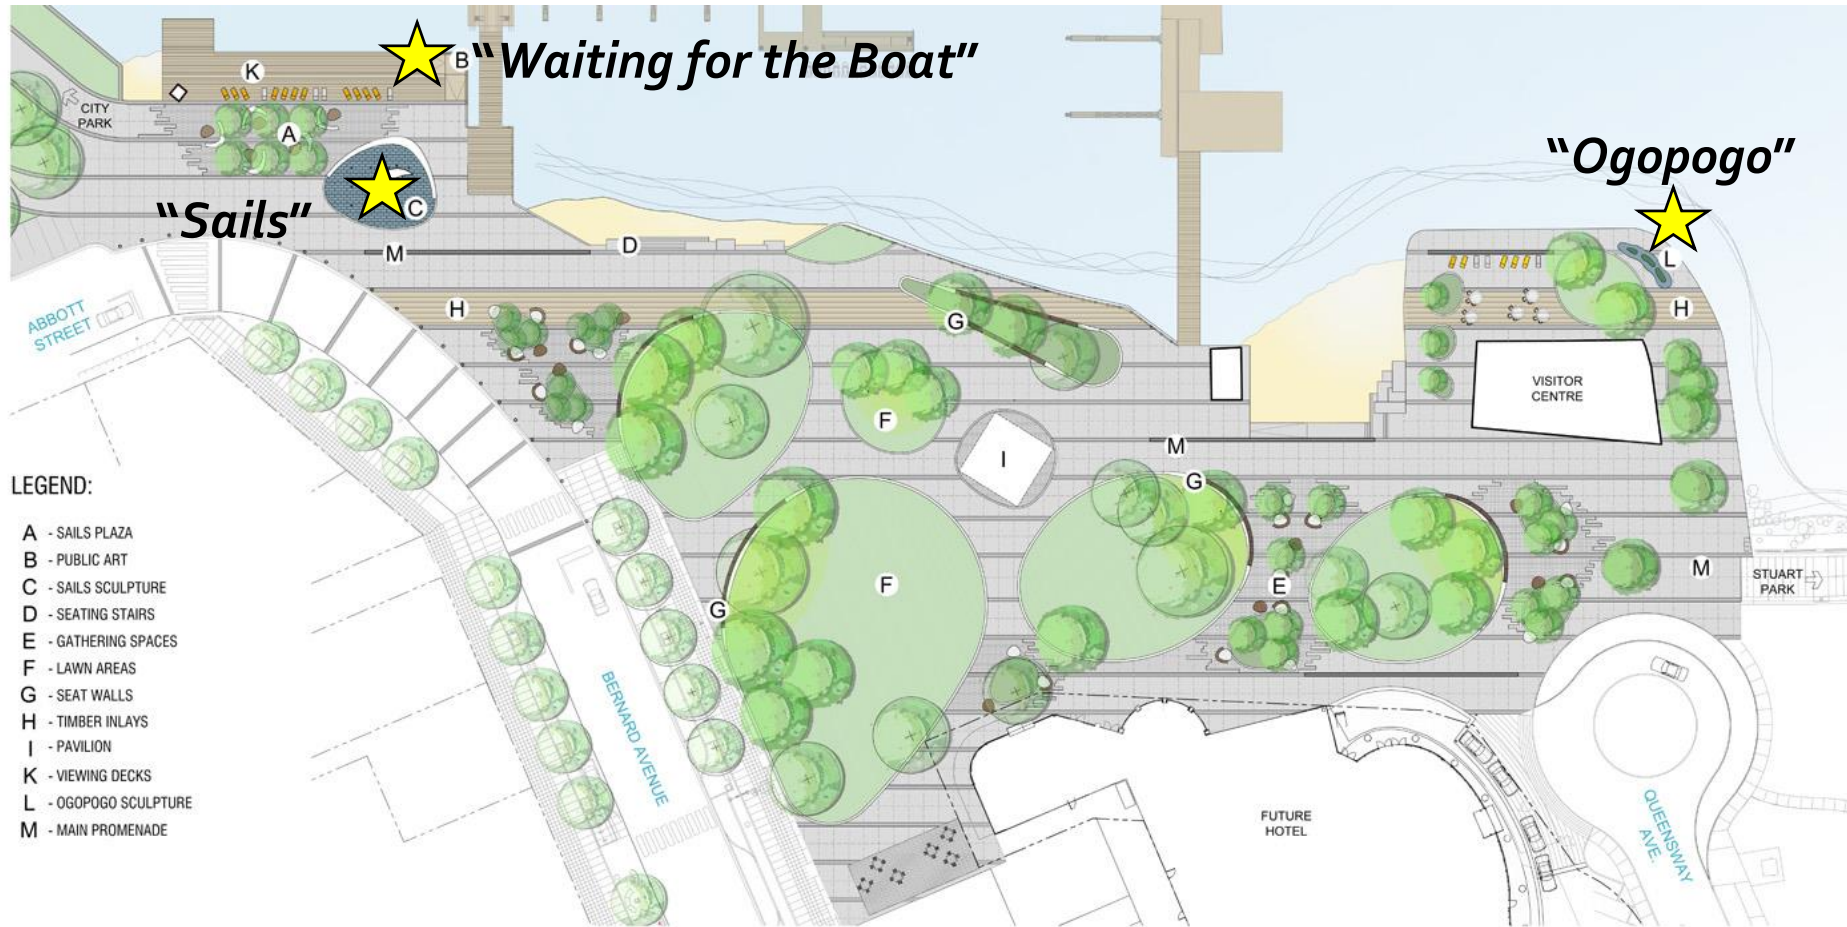 “Waiting for the Boat”
B
K
CITY
PARK
A
“Ogopogo”
“Sails”
C
M
D
L
H
H
ABBOTT
STREET
G
VISITOR
CENTRE
F
M
I
G
LEGEND:
A - SAILS PLAZA
B - PUBLIC ART
C - SAILS SCULPTURE
D - SEATING STAIRS
E - GATHERING SPACES
F - LAWN AREAS
G - SEAT WALLS
H - TIMBER INLAYS
I - PAVILION
K - VIEWING DECKS
L - OGOPOGO SCULPTURE
M - MAIN PROMENADE
F
E
M
STUART
PARK
G
BERNARD AVENUE
FUTURE
HOTEL
QUEENSWAY
AVE.